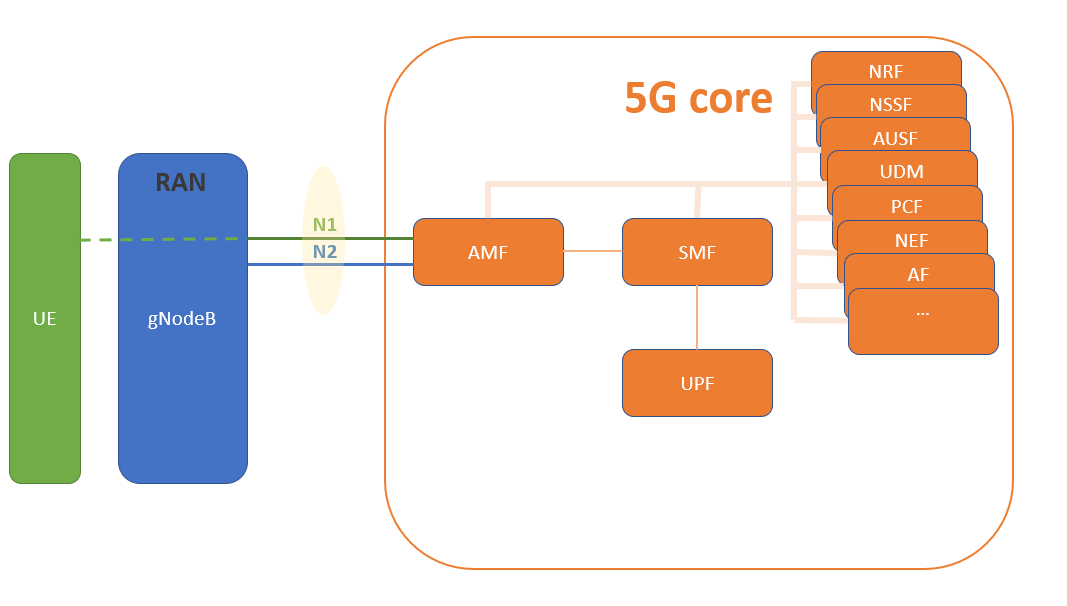 5G core
NRF
NSSF
AUSF
UDM
PCF
NEF
AF
...
RAN
N1
N2
AMF
SMF
UE
gNodeB
UPF